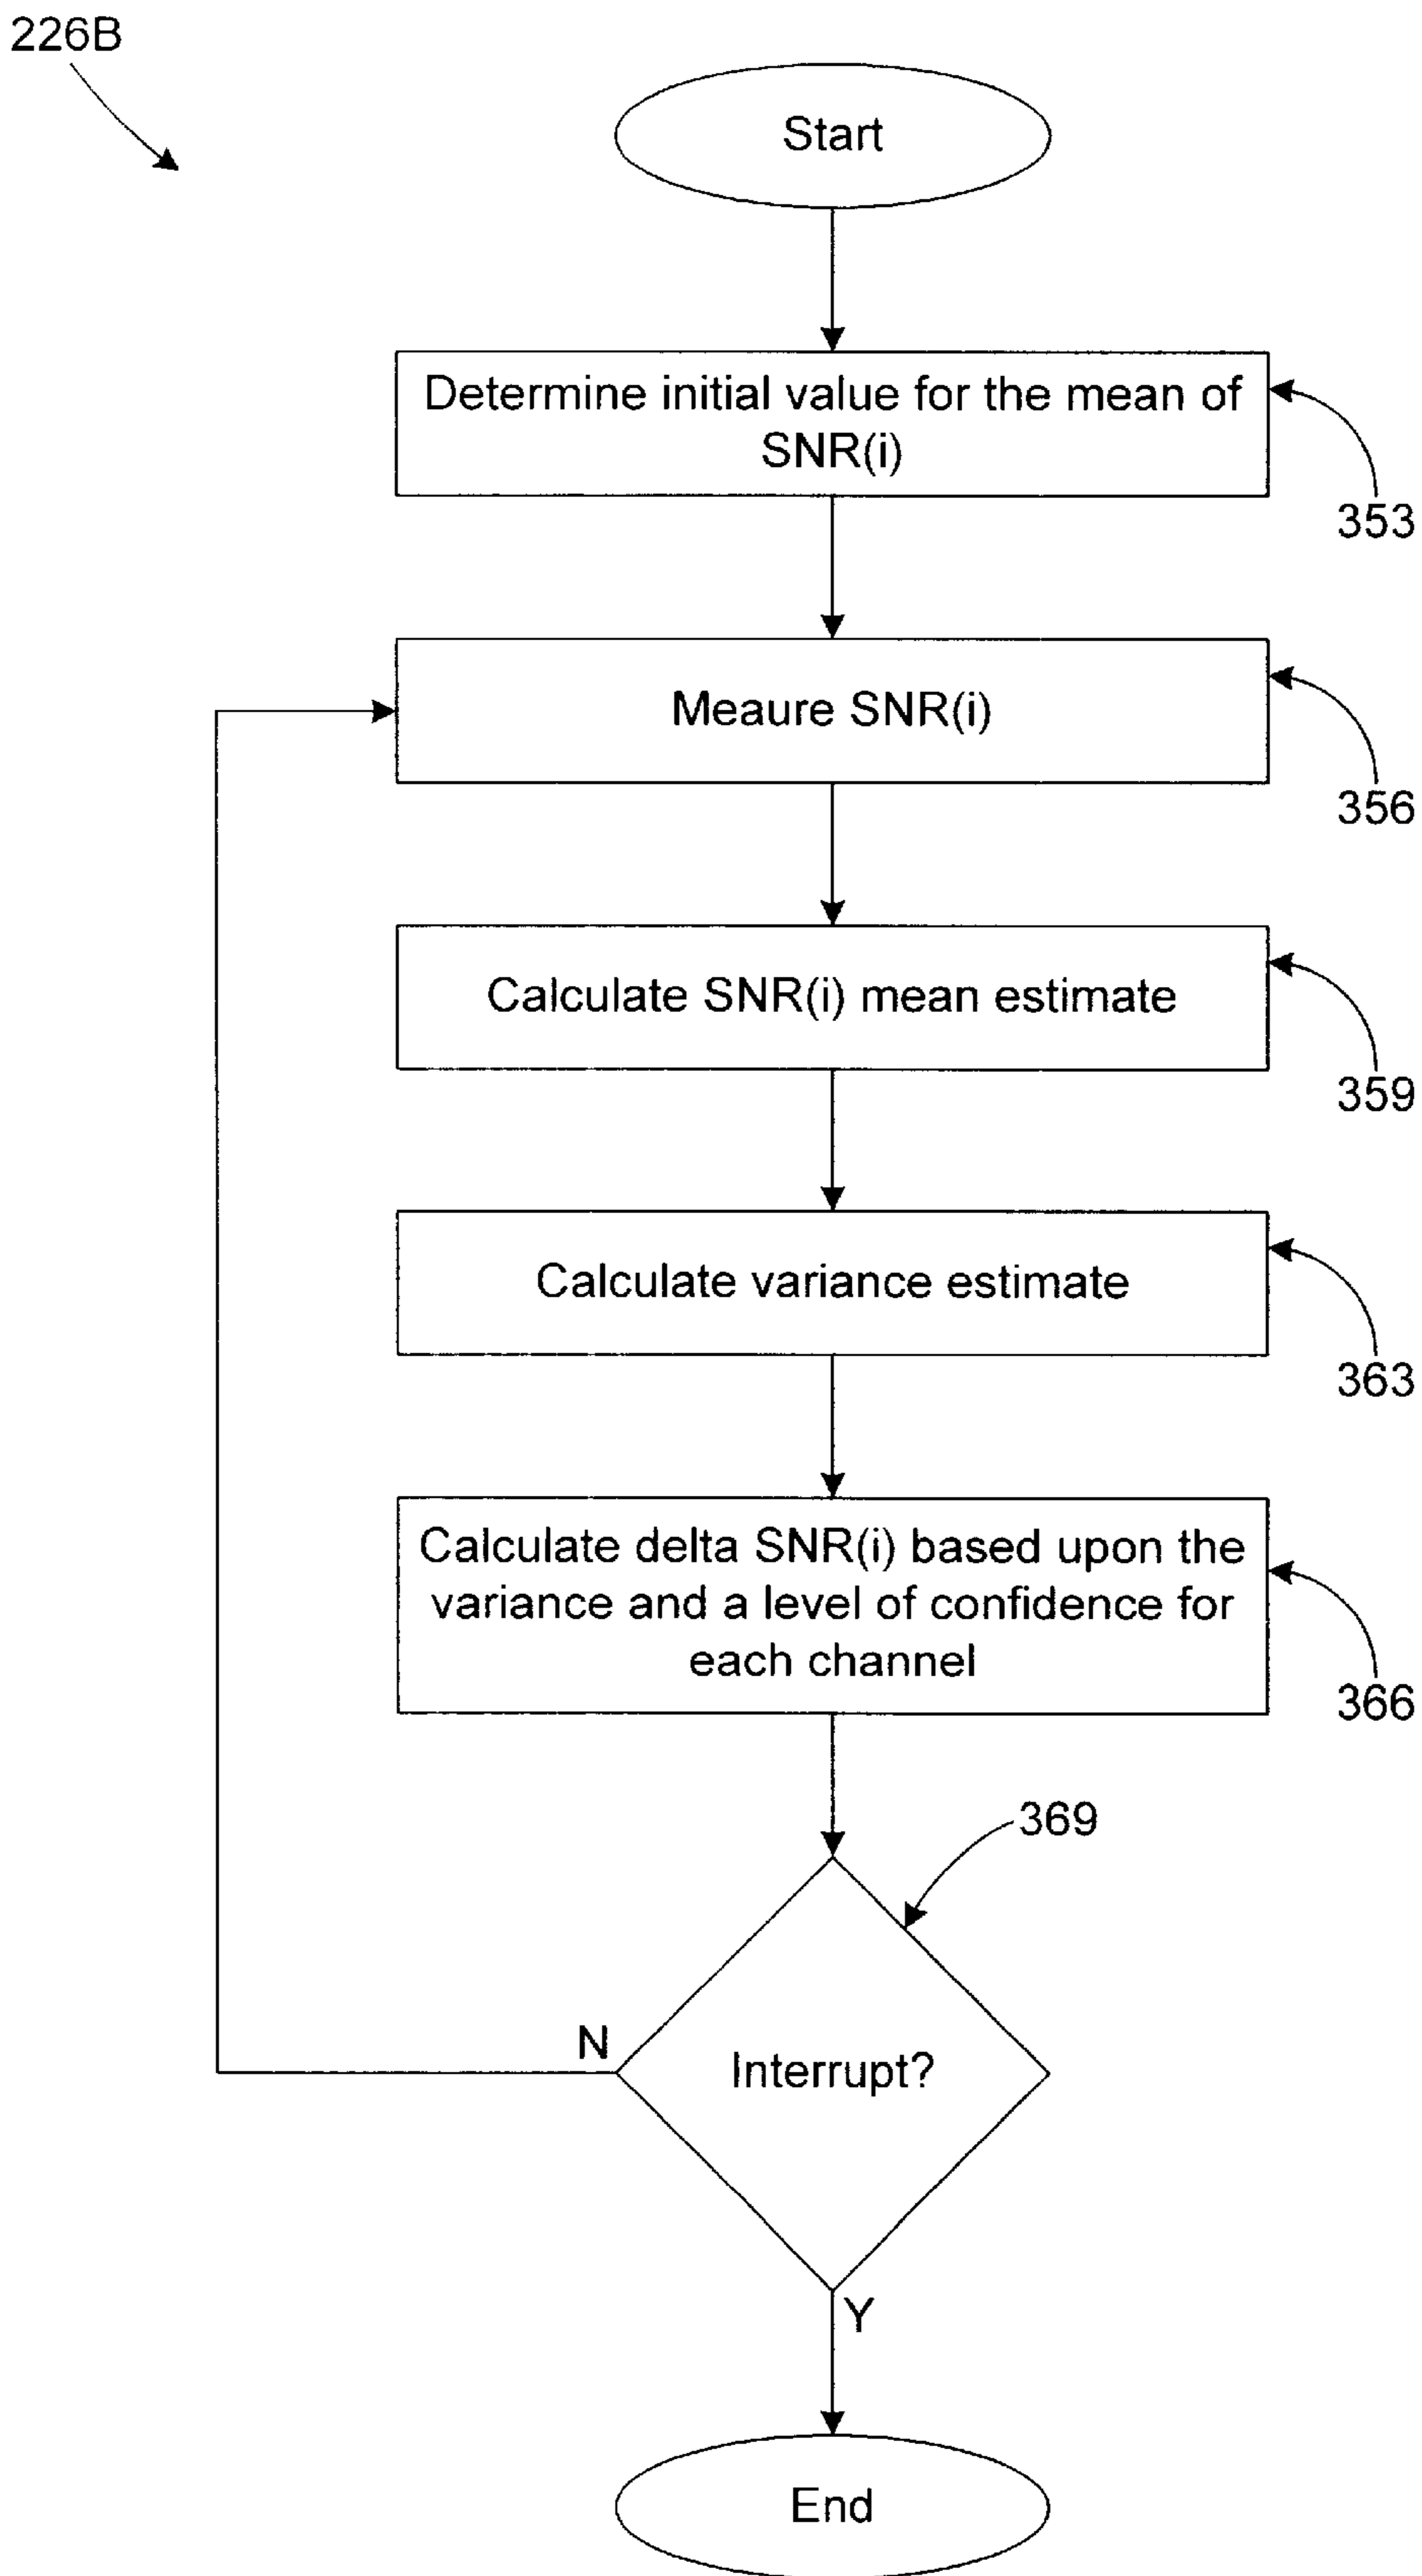 226B
Start
Determine initial value for the mean of
SNR(i)
353
Meaure SNR(i)
356
Calculate SNR(i) mean estimate
359
Calculate variance estimate
363
Calculate delta SNR(i) based upon the
variance and a level of confidence for
each channel
366
369
N
Interrupt?
Y
End